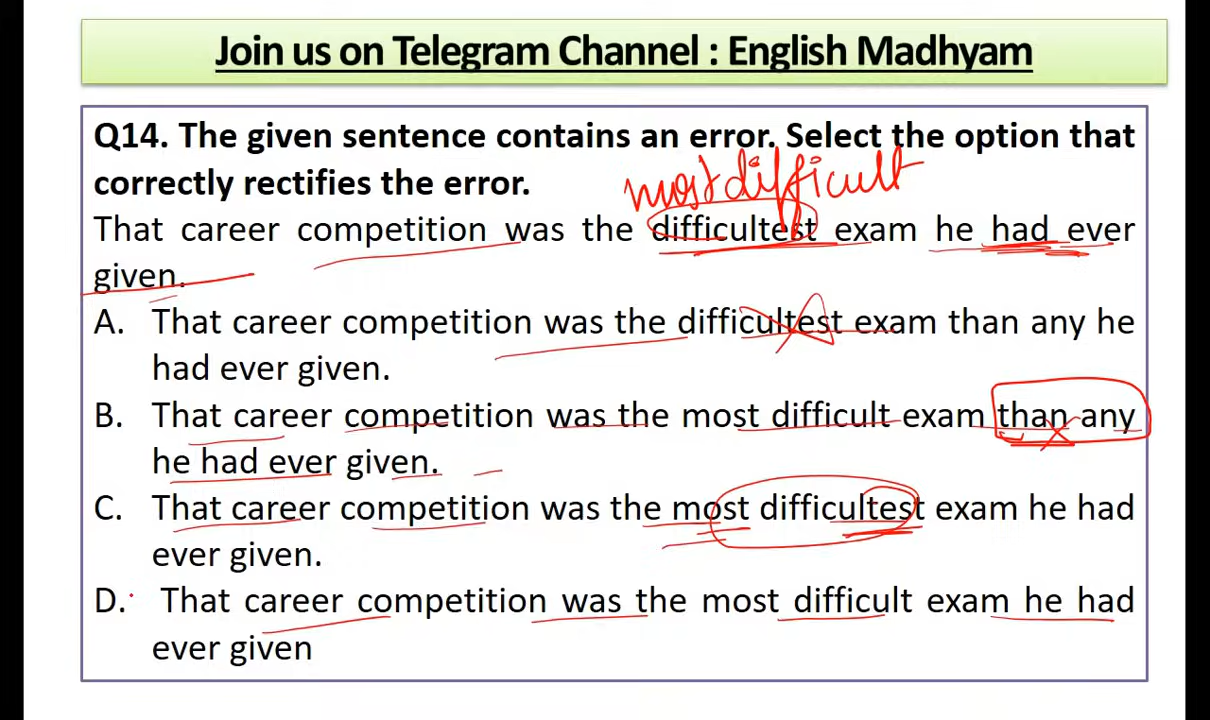 Join us on Telegram Channel : English Madhyam
Q14. The given sentence contains an error. Select the option that
correctly rectifies the error.
most difficult
That career competition was the difficultest exam he had ever
given.
A. That career competition was the difficultest exam than any he
had ever given.
B. That career competition was the most difficult exam than any
he had ever given.
C. That career competition was the most difficultest exam he had
ever given.
D. That career competition was the most difficult exam he had
ever given